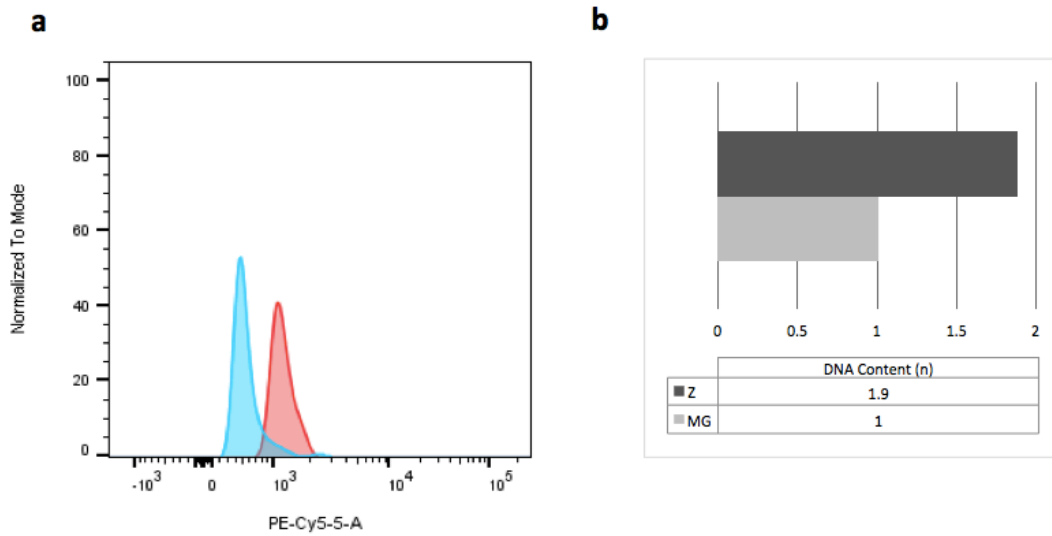 a
100
80
60
40
20
0
Normalized To Mode
-10³ 0 10³ 10⁴ 10⁵
PE-Cy5-5-A
b
0 0.5 1 1.5 2
DNA Content (n)
Z 1.9
MG 1